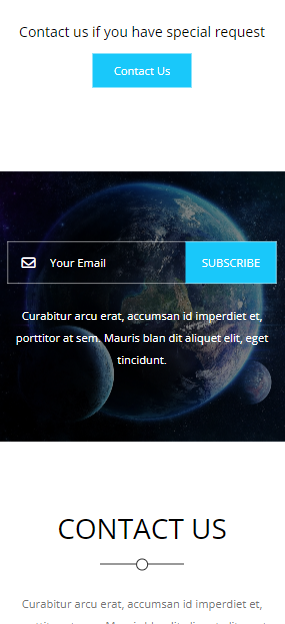 Contact us if you have special request
Contact Us
Your Email
SUBSCRIBE
Curabitur arcu erat, accumsan id imperdiet et,
porttitor at sem. Mauris blan dit aliquet elit, eget
tincidunt.
CONTACT US
Curabitur arcu erat, accumsan id imperdiet et,